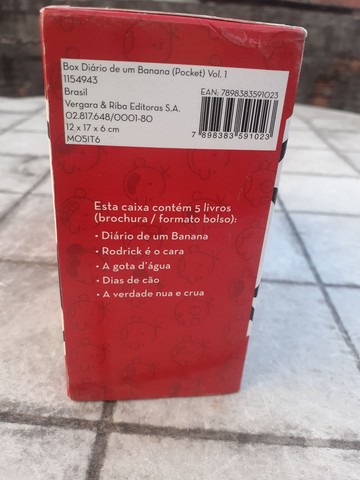 Box Diário de um Banana (Pocket) Vol. 1
1154943
Brasil
EAN: 7898383591023
Vergara & Riba Editoras S.A.
02.817.648/0001-80
12 x 17 x 6 cm
MO51T6
7 898383 591023
Esta caixa contém 5 livros
(brochura / formato bolso):
• Diário de um Banana
• Rodrick é o cara
• A gota d'água
• Dias de cão
• A verdade nua e crua